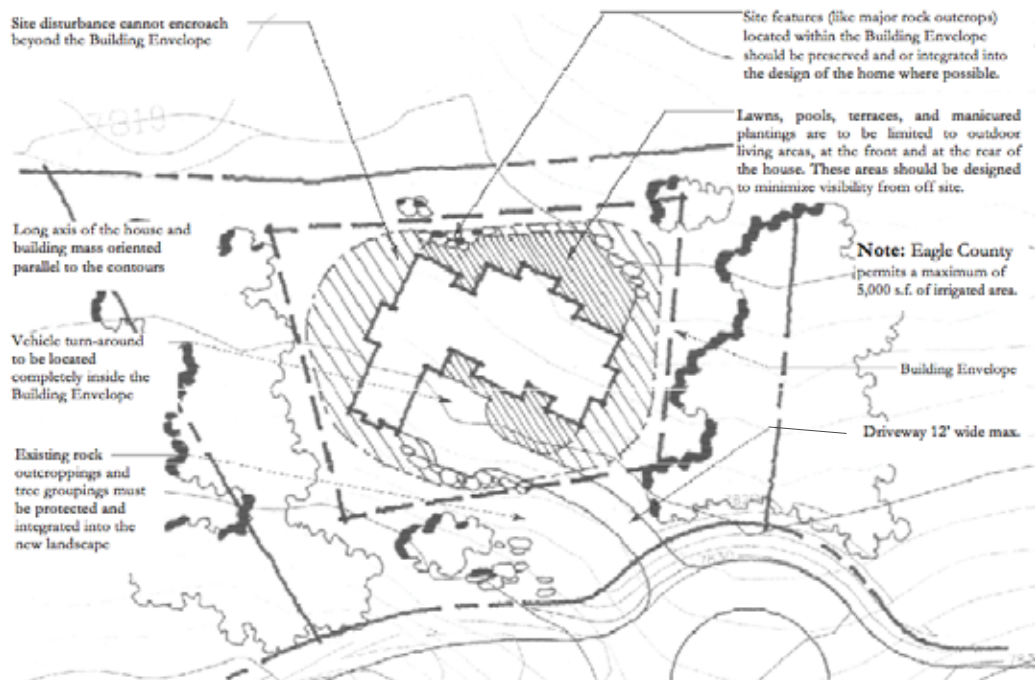 Site disturbance cannot encroach
beyond the Building Envelope
Site features (like major rock outcrops)
located within the Building Envelope
should be preserved and or integrated into
the design of the home where possible.
Lawns, pools, terraces, and manicured
plantings are to be limited to outdoor
living areas, at the front and at the rear of
the house. These areas should be designed
to minimize visibility from off site.
7819
Long axis of the house and
building mass oriented
parallel to the contours
Note: Eagle County
permits a maximum of
5,000 s.f. of irrigated area.
Vehicle turn-around
to be located
completely inside the
Building Envelope
Building Envelope
Driveway 12' wide max.
Existing rock
outcroppings and
tree groupings must
be protected and
integrated into the
new landscape